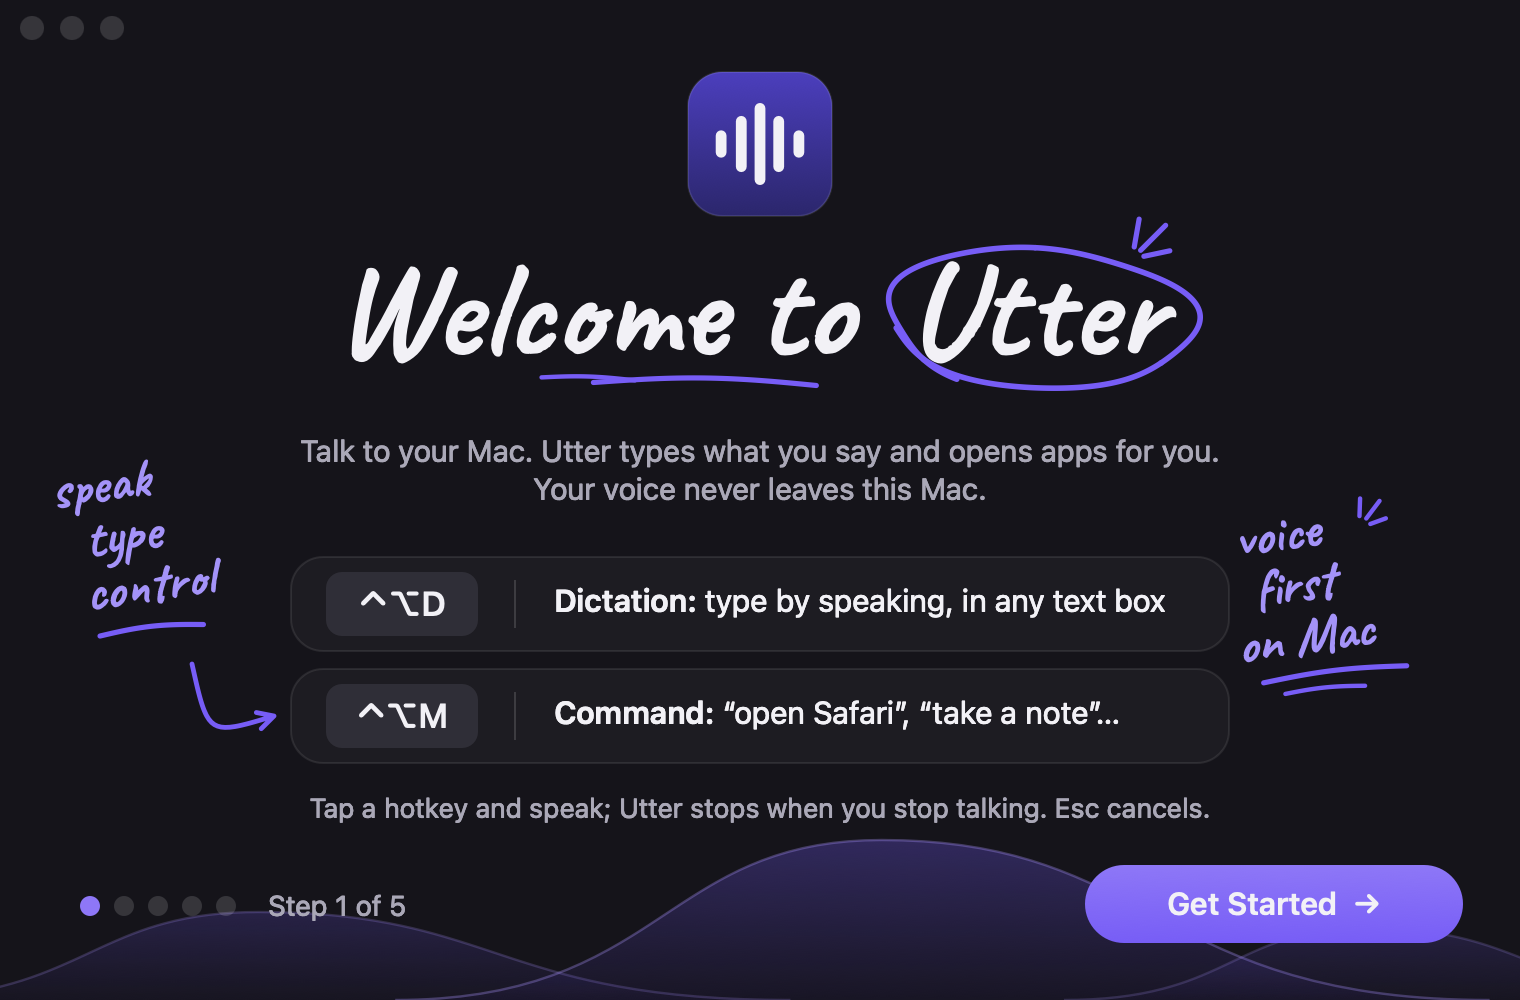 Welcome to Utter
Talk to your Mac. Utter types what you say and opens apps for you.
Your voice never leaves this Mac.
speak
type
control
voice
first
on Mac
⌃⌥D
Dictation: type by speaking, in any text box
⌃⌥M
Command: “open Safari”, “take a note”...
Tap a hotkey and speak; Utter stops when you stop talking. Esc cancels.
Step 1 of 5
Get Started →